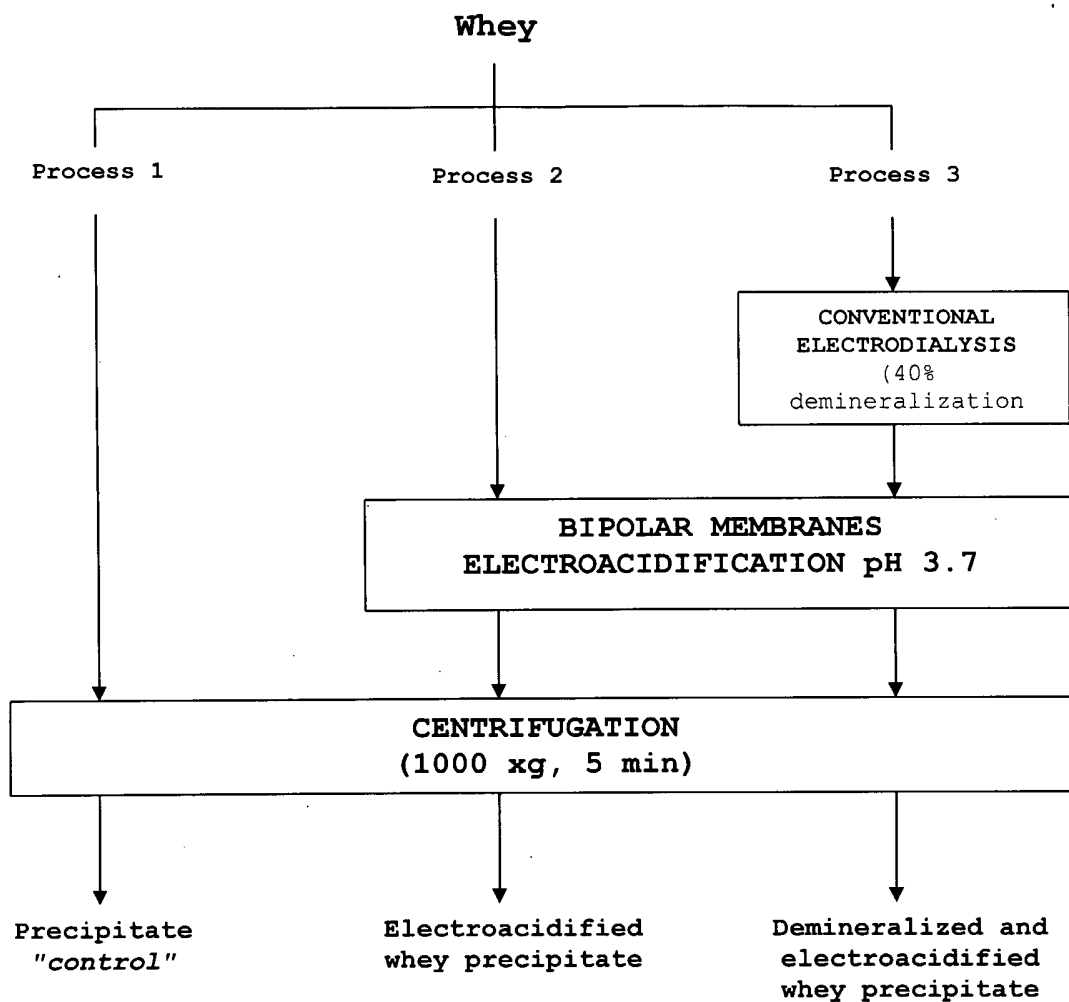 Whey
Process 1
Process 2
Process 3
CONVENTIONAL
ELECTRODIALYSIS
(40%
demineralization
BIPOLAR MEMBRANES
ELECTROACIDIFICATION pH 3.7
CENTRIFUGATION
(1000 xg, 5 min)
Precipitate
"control"
Electroacidified
whey precipitate
Demineralized and
electroacidified
whey precipitate